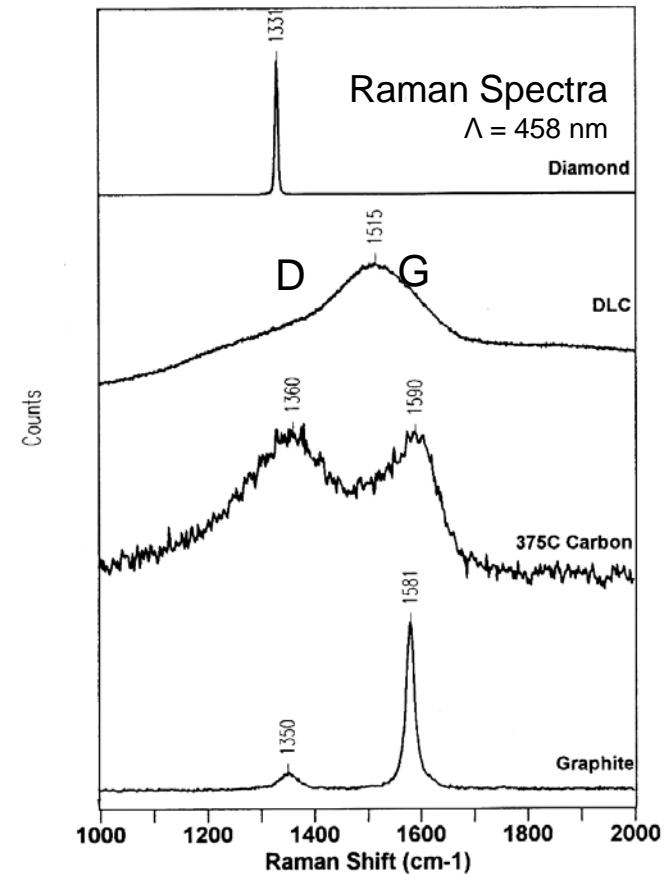 1331
Raman Spectra
Λ = 458 nm
Diamond
1515
D G
DLC
Counts
1360 1590
375C Carbon
1581
1350
Graphite
1000 1200 1400 1600 1800 2000
Raman Shift (cm-1)